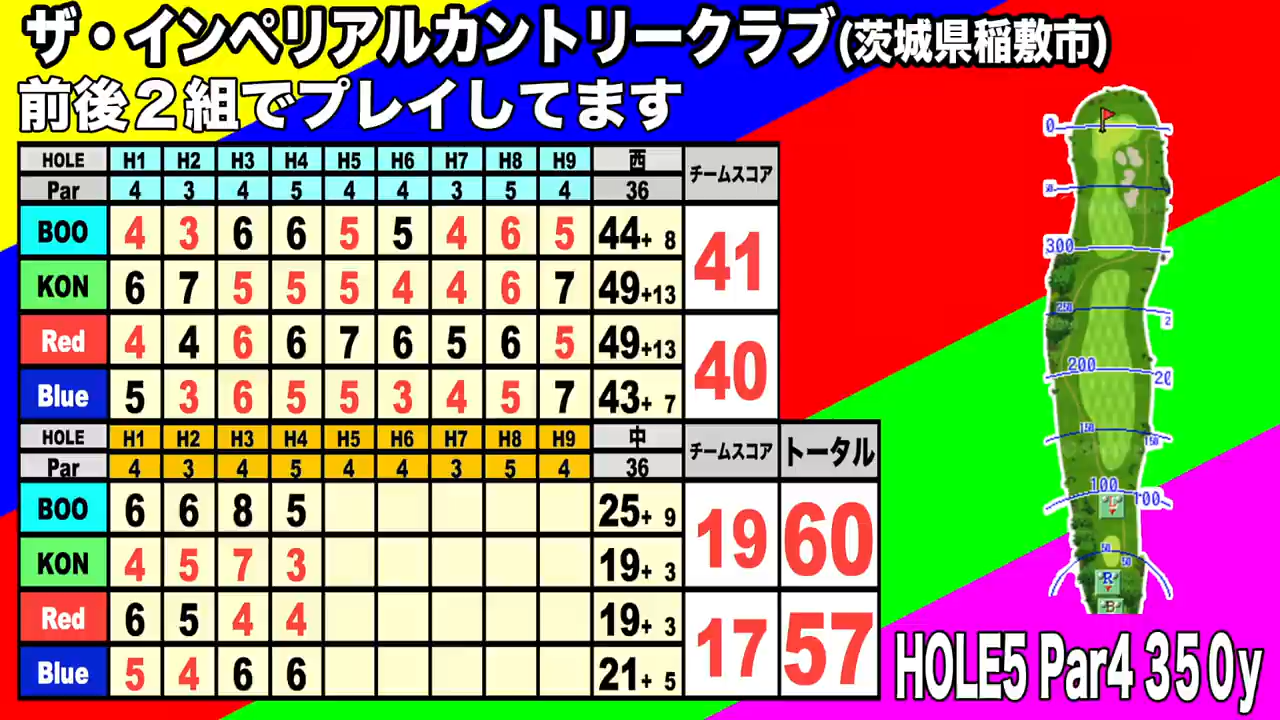 ザ・インペリアルカントリークラブ(茨城県稲敷市)
前後２組でプレイしてます
HOLE H1 H2 H3 H4 H5 H6 H7 H8 H9 西 チームスコア
Par 4 3 4 5 4 4 3 5 4 36
BOO 4 3 6 6 5 5 4 6 5 44+ 8 41
KON 6 7 5 5 5 4 4 6 7 49+13
Red 4 4 6 6 7 6 5 6 5 49+13 40
Blue 5 3 6 5 5 3 4 5 7 43+ 7
HOLE H1 H2 H3 H4 H5 H6 H7 H8 H9 中 チームスコア トータル
Par 4 3 4 5 4 4 3 5 4 36
BOO 6 6 8 5 25+ 9 19 60
KON 4 5 7 3 19+ 3
Red 6 5 4 4 19+ 3 17 57
Blue 5 4 6 6 21+ 5
0
50
300
250 2
200 20
150 150
100 100
L
50 50
R
B
HOLE5 Par4 350y